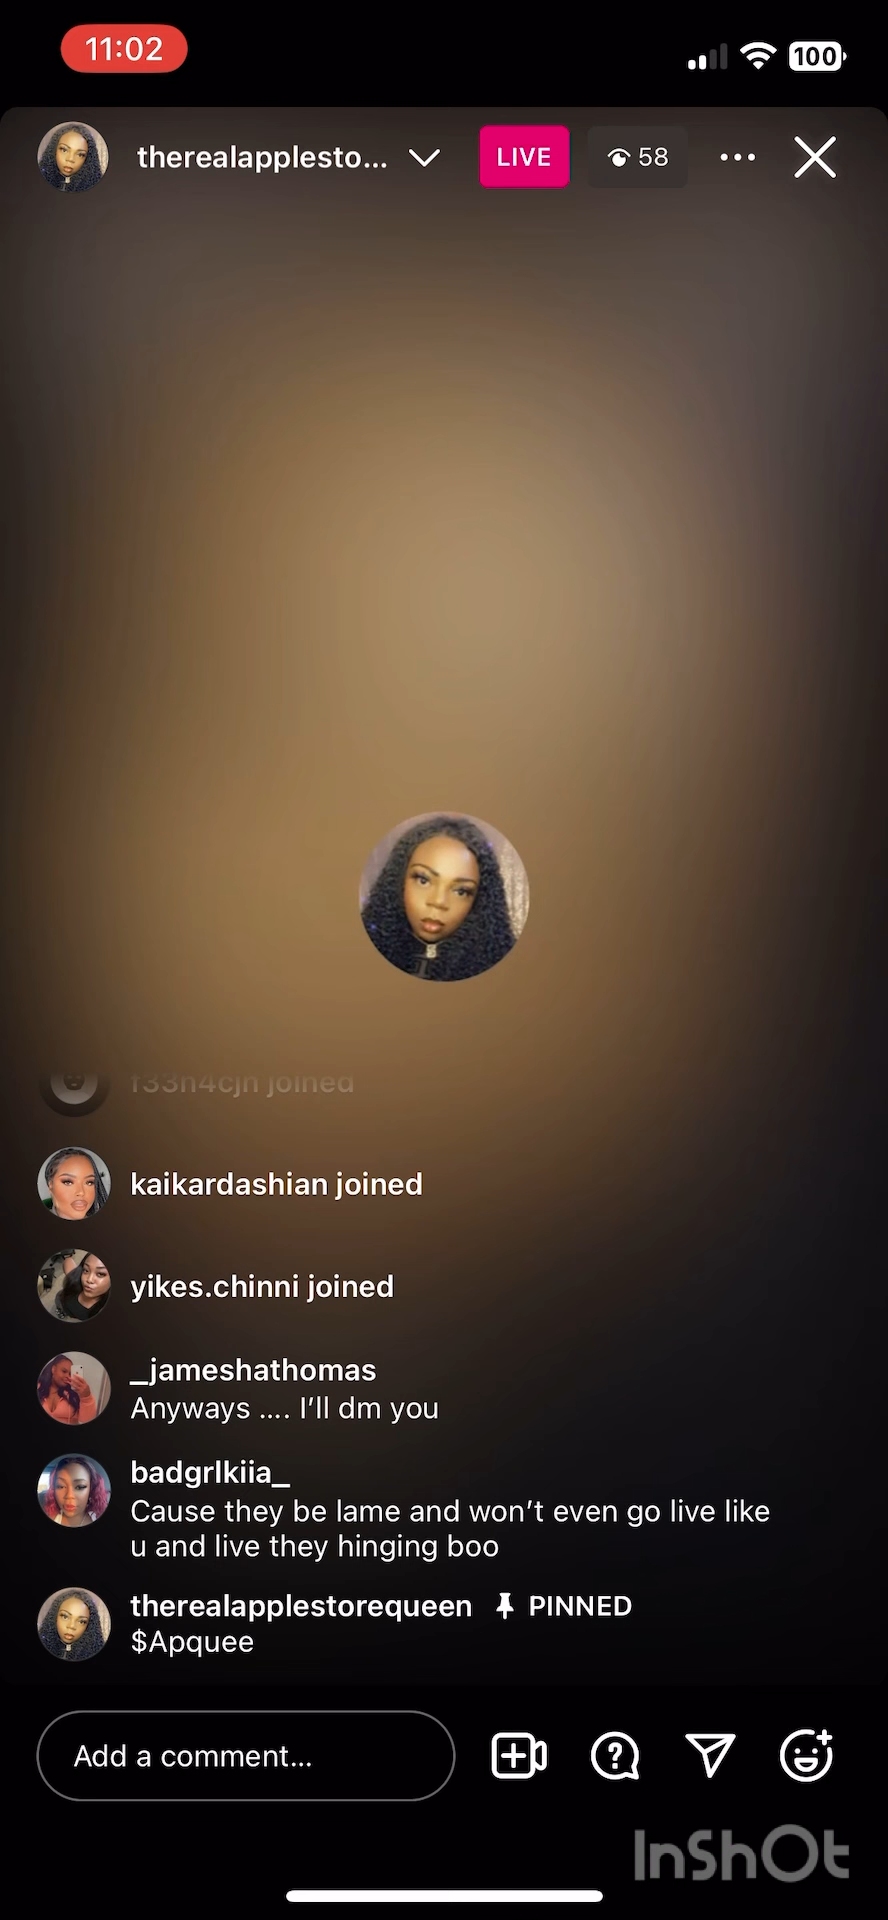 11:02
100
therealapplesto...
LIVE
58
f33n4cjn joined
kaikardashian joined
yikes.chinni joined
_jameshathomas
Anyways .... I'll dm you
badgrlkiia_
Cause they be lame and won't even go live like
u and live they hinging boo
therealapplestorequeen PINNED
$Apquee
Add a comment...
InShOt